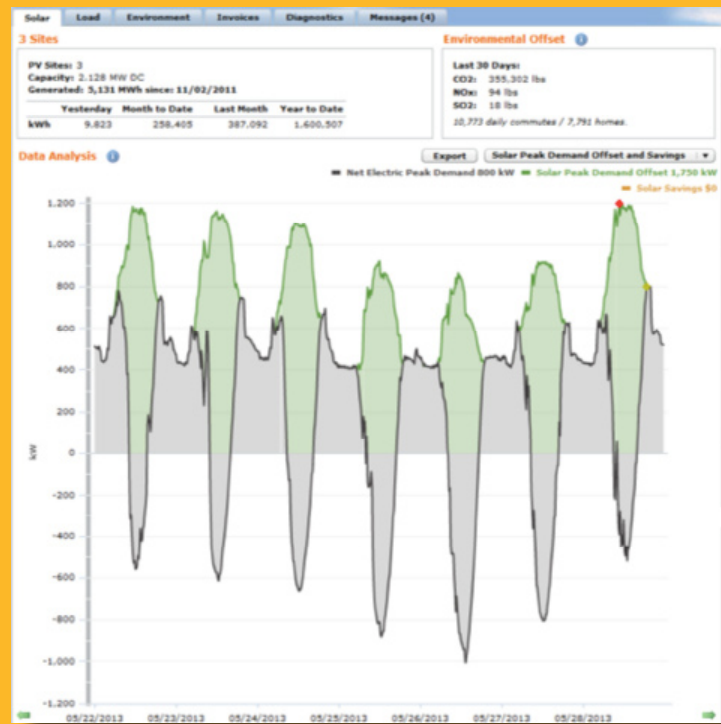 Solar Load Environment Invoices Diagnostics Messages (4)
3 Sites
PV Sites: 3
Capacity: 2.128 MW DC
Generated: 5,131 MWh since: 11/02/2011
Yesterday Month to Date Last Month Year to Date
kWh 9.823 258.405 387.092 1.600.507
Environmental Offset i
Last 30 Days:
CO2: 355.302 lbs
NOx: 94 lbs
SO2: 18 lbs
10,773 daily commutes / 7,791 homes.
Data Analysis i
Export Solar Peak Demand Offset and Savings
Net Electric Peak Demand 800 kW Solar Peak Demand Offset 1,750 kW
Solar Savings $0
1,200
1,000
800
600
400
200
0
kW
-200
-400
-600
-800
-1,000
-1,200
05/22/2013 05/23/2013 05/24/2013 05/25/2013 05/26/2013 05/27/2013 05/28/2013